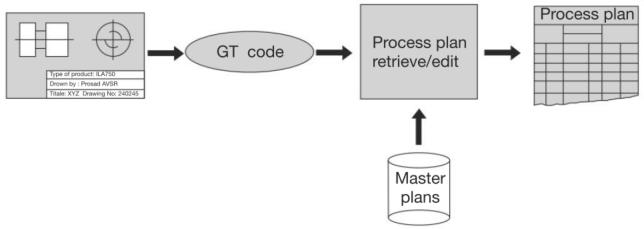 Type of product: ILA750
Drown by : Prosad AVSR
Titale: XYZ Drawing No: 240245
GT code
Process plan
retrieve/edit
Process plan
Master
plans